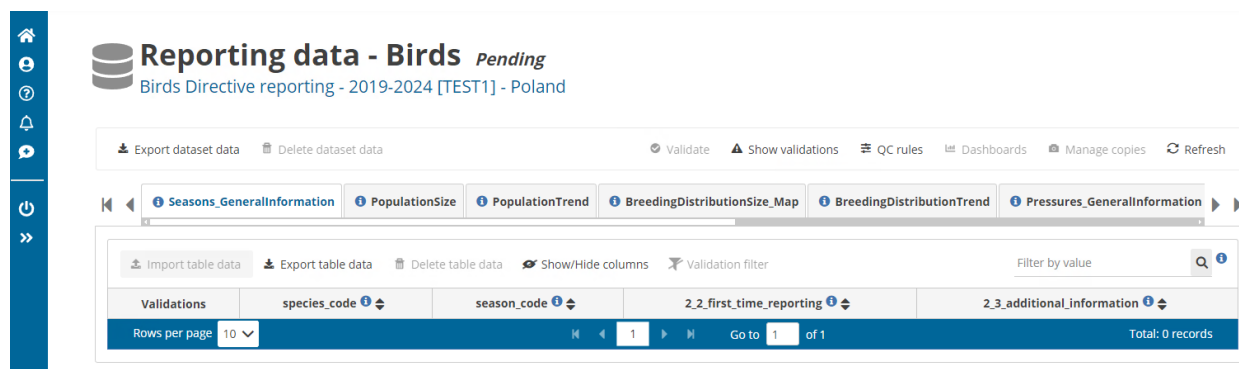 Reporting data - Birds Pending
Birds Directive reporting - 2019-2024 [TEST1] - Poland
Export dataset data Delete dataset data Validate Show validations QC rules Dashboards Manage copies Refresh
Seasons_GeneralInformation PopulationSize PopulationTrend BreedingDistributionSize_Map BreedingDistributionTrend Pressures_GeneralInformation
Import table data Export table data Delete table data Show/Hide columns Validation filter Filter by value
Validations species_code season_code 2_2_first_time_reporting 2_3_additional_information
Rows per page 10 1 Go to 1 of 1 Total: 0 records